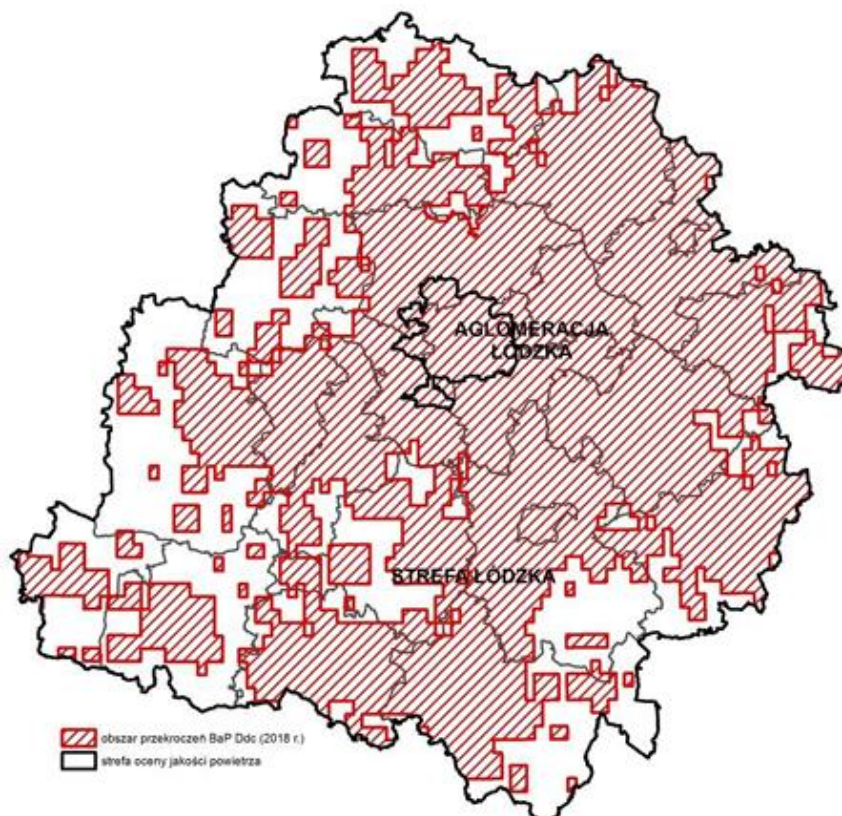 AGLOMERACJA
ŁÓDZKA
STREFA ŁÓDZKA
obszar przekroczeń BaP Ddc (2018 r.)
strefa oceny jakości powietrza